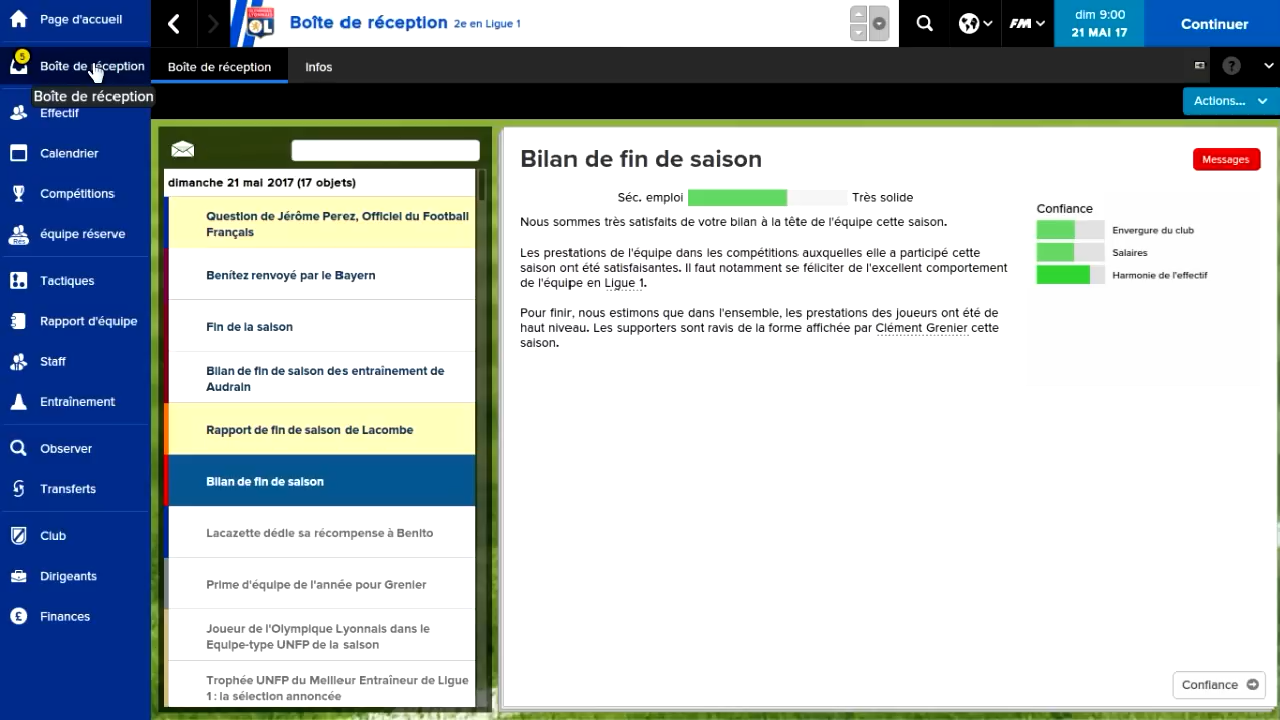 Page d'accueil
5
Boîte de réception
Boîte de réception
Effectif
Calendrier
Compétitions
Res
équipe réserve
Tactiques
Rapport d'équipe
Staff
Entraînement
Observer
Transferts
Club
Dirigeants
£
Finances
OL
Boîte de réception 2e en Ligue 1
FM
dim 9:00
21 MAI 17
Continuer
Boîte de réception
Infos
?
Actions...
dimanche 21 mai 2017 (17 objets)
Question de Jérôme Perez, Officiel du Football
Français
Benítez renvoyé par le Bayern
Fin de la saison
Bilan de fin de saison des entraînement de
Audrain
Rapport de fin de saison de Lacombe
Bilan de fin de saison
Lacazette dédie sa récompense à Benito
Prime d'équipe de l'année pour Grenier
Joueur de l'Olympique Lyonnais dans le
Equipe-type UNFP de la saison
Trophée UNFP du Meilleur Entraîneur de Ligue
1 : la sélection annoncée
Bilan de fin de saison
Messages
Séc. emploi
Très solide
Nous sommes très satisfaits de votre bilan à la tête de l'équipe cette saison.
Les prestations de l'équipe dans les compétitions auxquelles elle a participé cette
saison ont été satisfaisantes. Il faut notamment se féliciter de l'excellent comportement
de l'équipe en Ligue 1.
Pour finir, nous estimons que dans l'ensemble, les prestations des joueurs ont été de
haut niveau. Les supporters sont ravis de la forme affichée par Clément Grenier cette
saison.
Confiance
Envergure du club
Salaires
Harmonie de l'effectif
Confiance